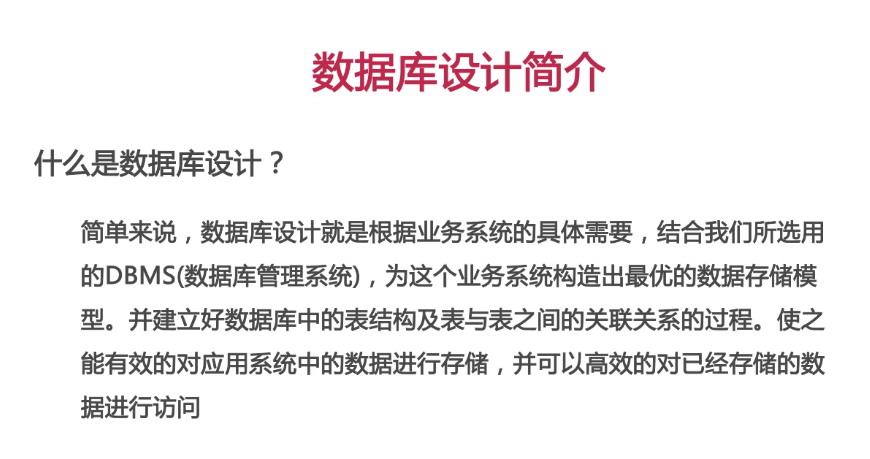 数据库设计简介
什么是数据库设计？
简单来说，数据库设计就是根据业务系统的具体需要，结合我们所选用
的DBMS(数据库管理系统)，为这个业务系统构造出最优的数据存储模
型。并建立好数据库中的表结构及表与表之间的关联关系的过程。使之
能有效的对应用系统中的数据进行存储，并可以高效的对已经存储的数
据进行访问